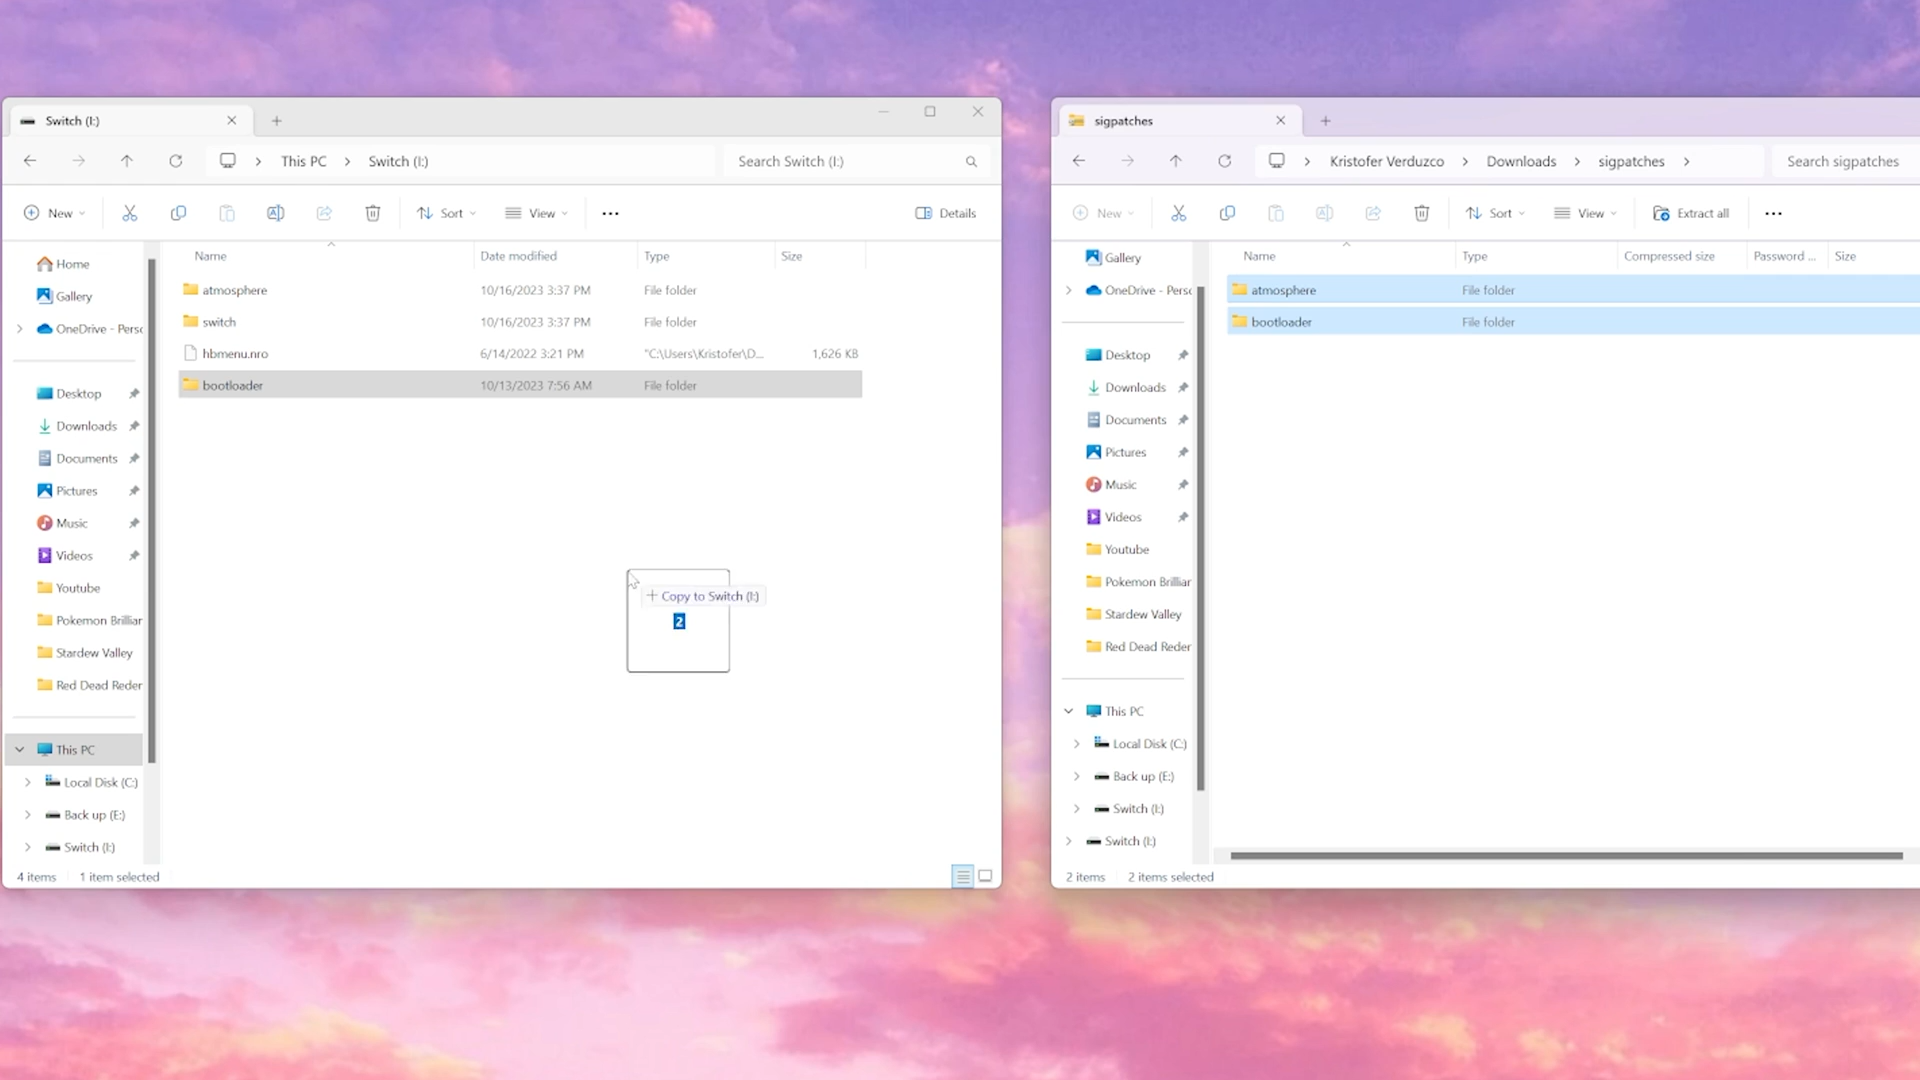 Switch (I:)
This PC
Switch (I:)
Search Switch (I:)
New
Sort
View
Details
Name
Date modified
Type
Size
atmosphere
10/16/2023 3:37 PM
File folder
switch
10/16/2023 3:37 PM
File folder
hbmenu.nro
6/14/2022 3:21 PM
"C:\Users\Kristofer\D...
1,626 KB
bootloader
10/13/2023 7:56 AM
File folder
Home
Gallery
OneDrive - Perso
Desktop
Downloads
Documents
Pictures
Music
Videos
Youtube
Pokemon Brilliar
Stardew Valley
Red Dead Reder
This PC
Local Disk (C:)
Back up (E:)
Switch (I:)
+ Copy to Switch (I:)
2
4 items
1 item selected
sigpatches
Kristofer Verduzco
Downloads
sigpatches
Search sigpatches
New
Sort
View
Extract all
Name
Type
Compressed size
Password ...
Size
atmosphere
File folder
bootloader
File folder
Gallery
OneDrive - Perso
Desktop
Downloads
Documents
Pictures
Music
Videos
Youtube
Pokemon Brilliar
Stardew Valley
Red Dead Reder
This PC
Local Disk (C:)
Back up (E:)
Switch (I:)
Switch (I:)
2 items
2 items selected